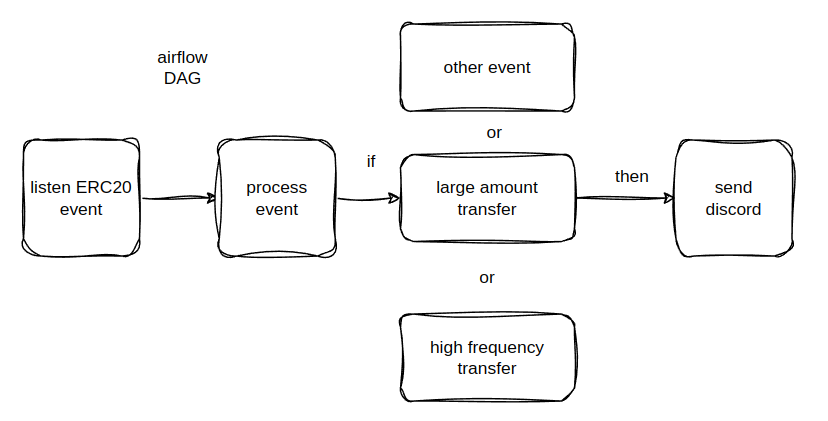 airflow
DAG
listen ERC20
event
process
event
if
other event
or
large amount
transfer
or
high frequency
transfer
then
send
discord